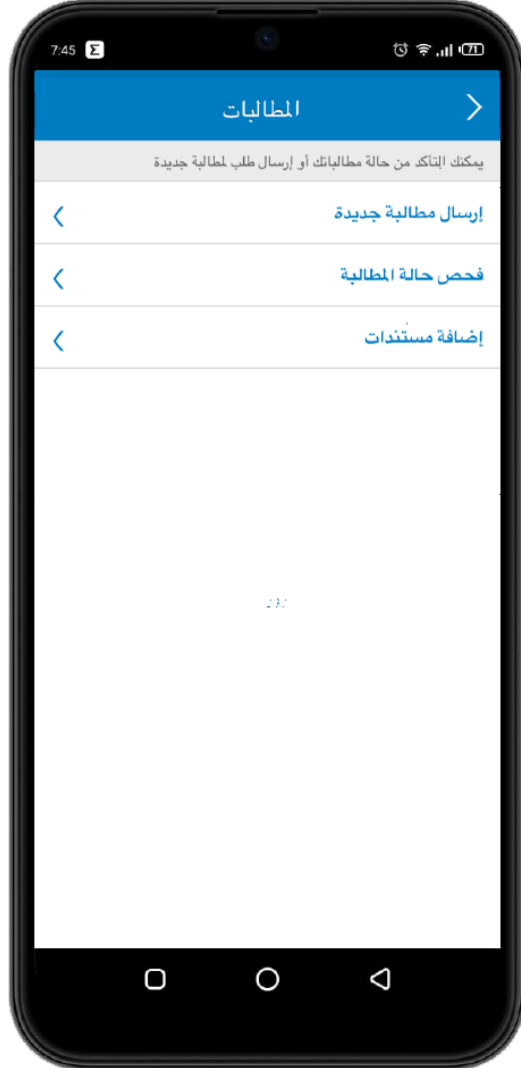 7:45 Σ 71
المطالبات
يمكنك التأكد من حالة مطالباتك أو إرسال طلب لمطالبة جديدة
إرسال مطالبة جديدة
فحص حالة المطالبة
إضافة مستندات